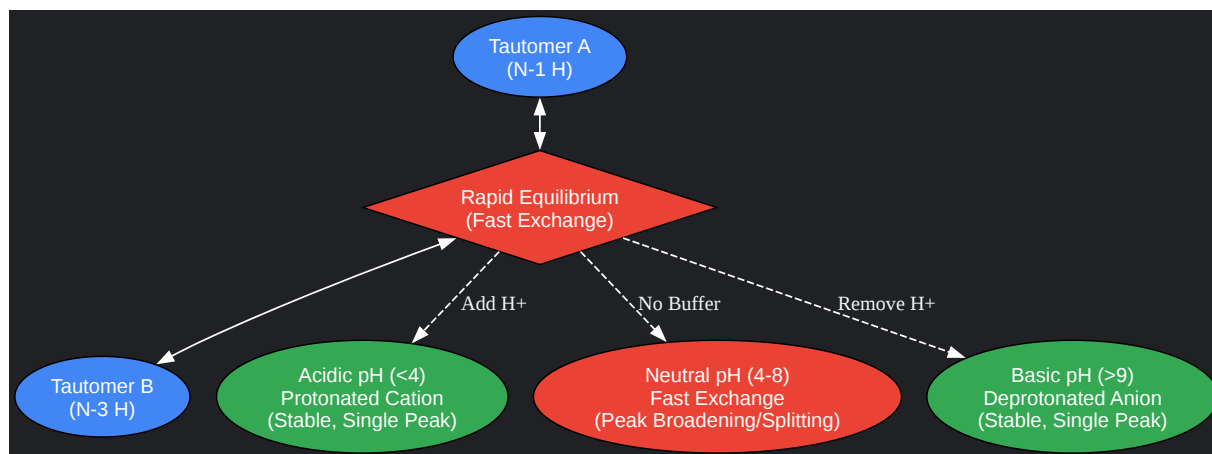 Tautomer A
(N-1 H)
Rapid Equilibrium
(Fast Exchange)
Add H+
No Buffer
Remove H+
Tautomer B
(N-3 H)
Acidic pH (<4)
Protonated Cation
(Stable, Single Peak)
Neutral pH (4-8)
Fast Exchange
(Peak Broadening/Splitting)
Basic pH (>9)
Deprotonated Anion
(Stable, Single Peak)